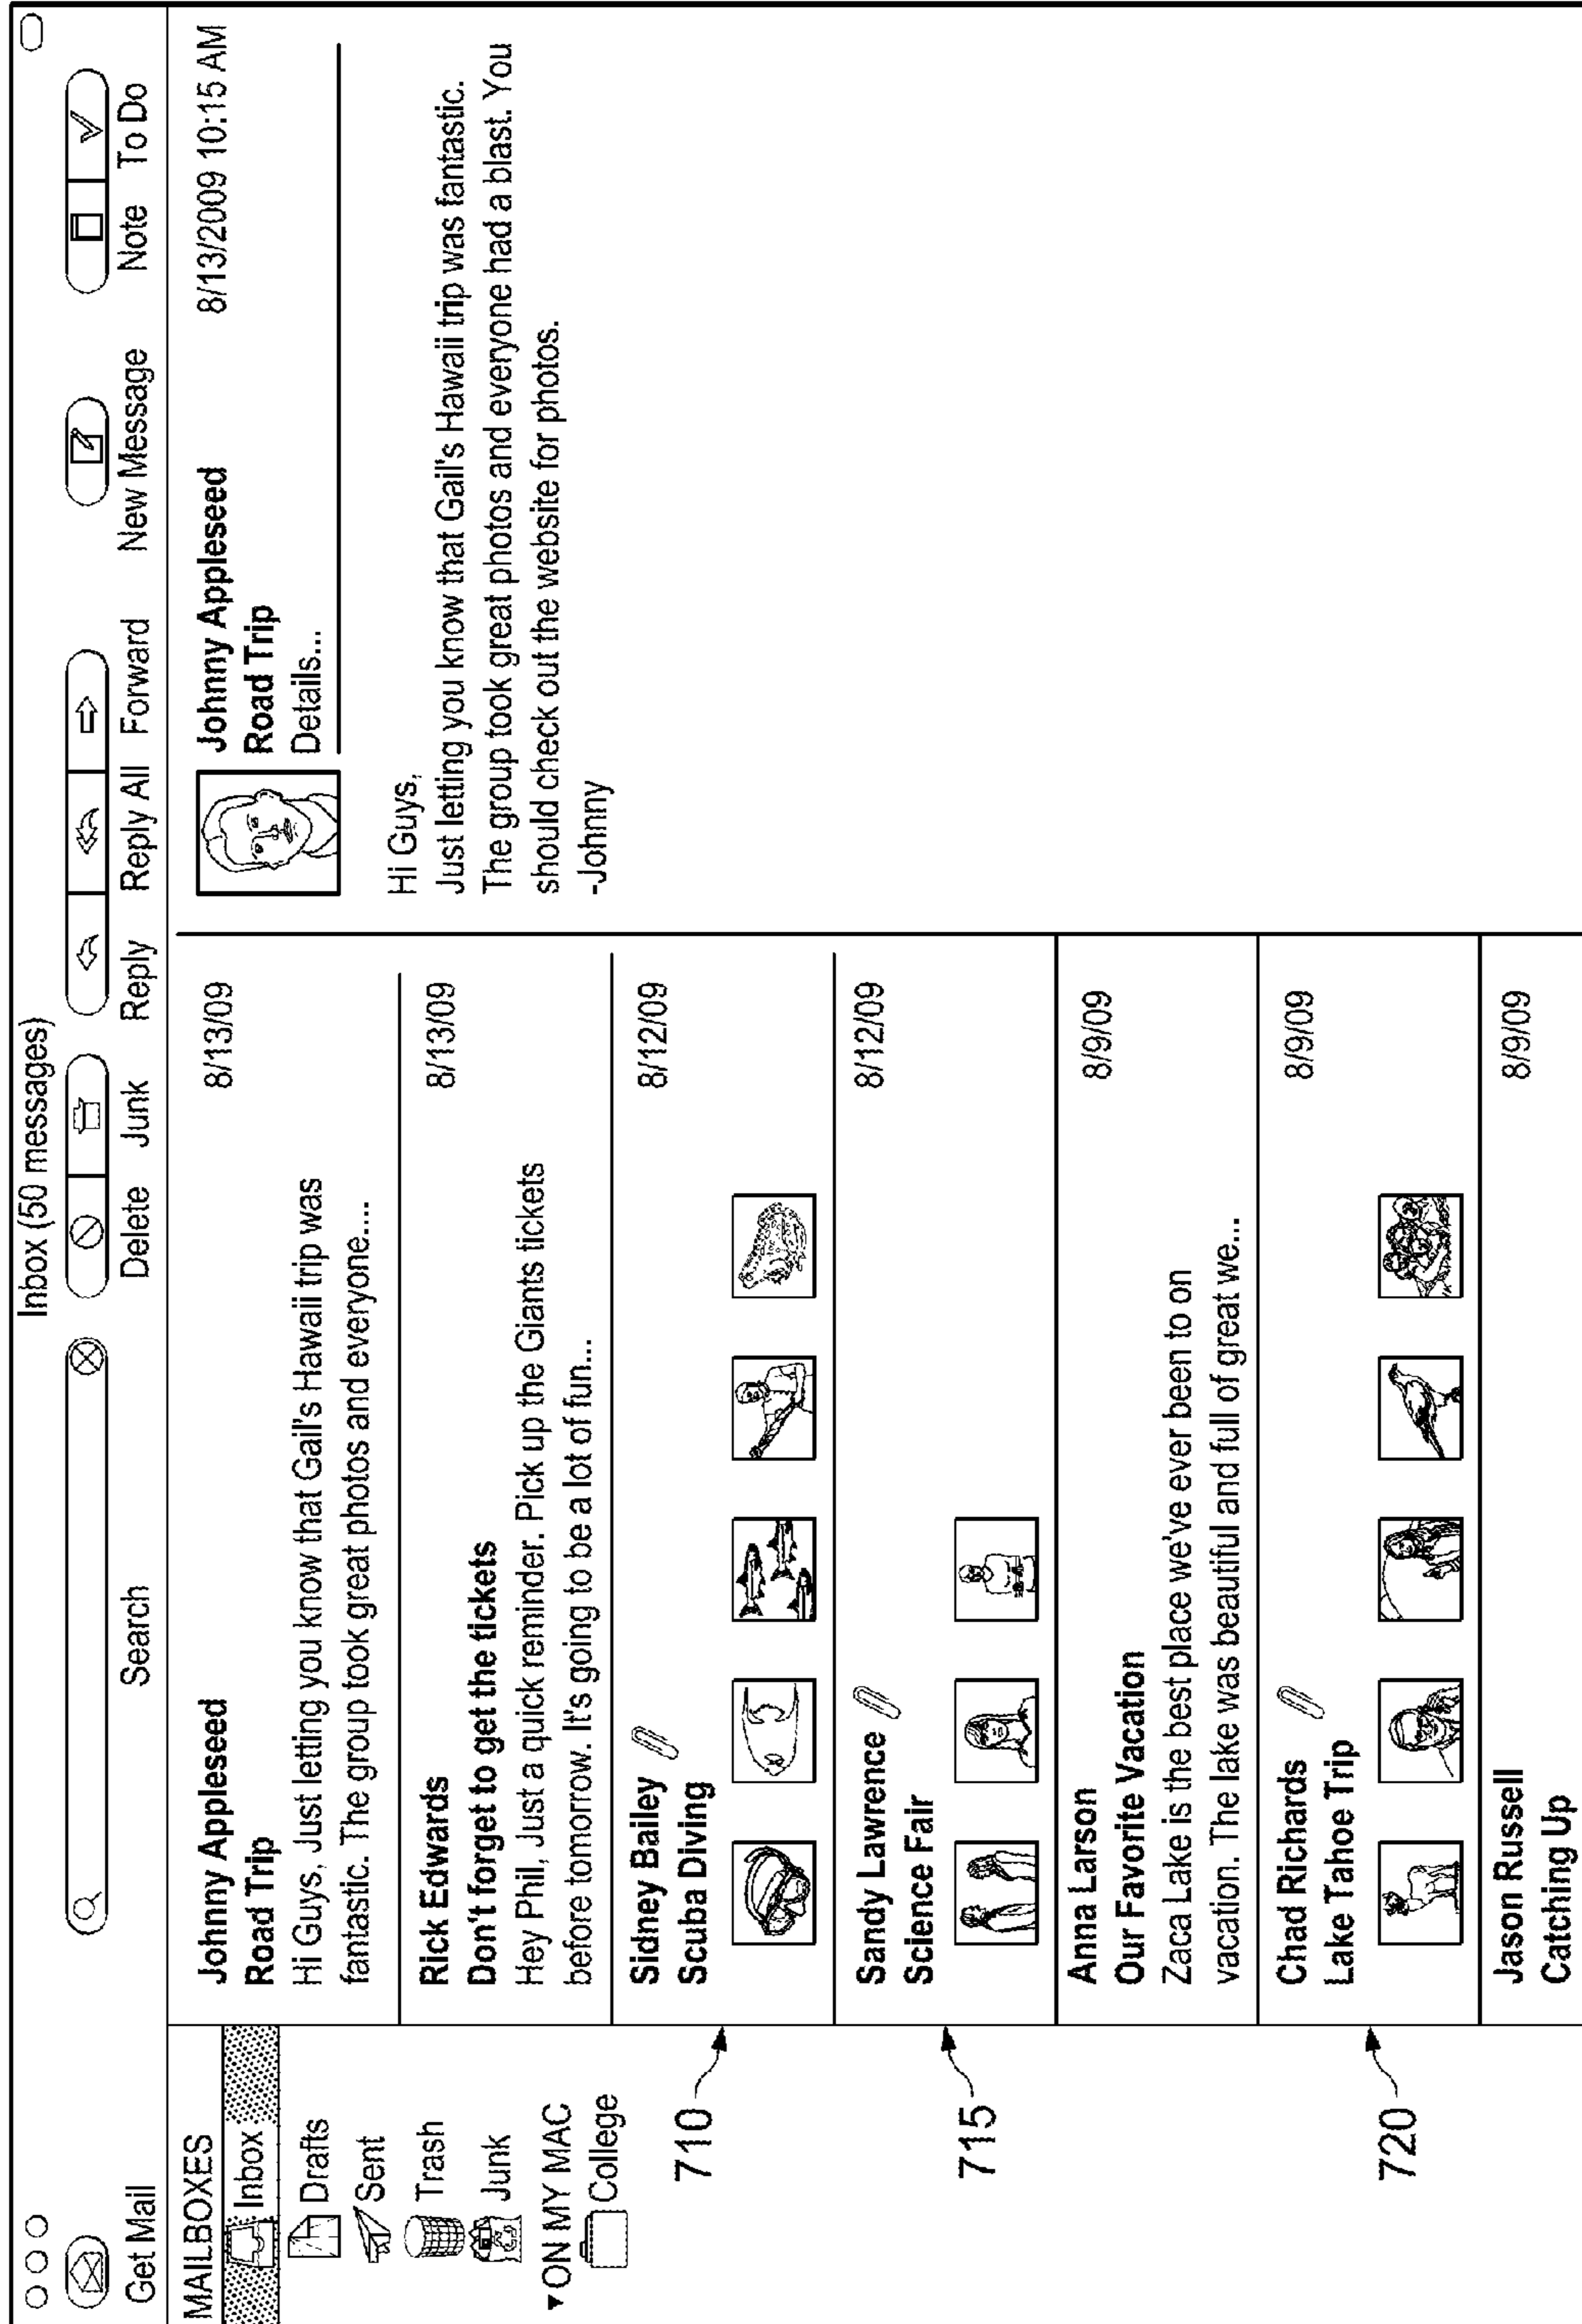 Inbox (50 messages)
Get Mail
Search
Delete
Junk
Reply
Reply All
Forward
New Message
Note
To Do
MAILBOXES
Inbox
Drafts
Sent
Trash
Junk
ON MY MAC
College
710
715
720
Johnny Appleseed 8/13/09
Road Trip
Hi Guys, Just letting you know that Gail's Hawaii trip was
fantastic. The group took great photos and everyone....
Rick Edwards 8/13/09
Don't forget to get the tickets
Hey Phil, Just a quick reminder. Pick up the Giants tickets
before tomorrow. It's going to be a lot of fun...
Sidney Bailey 8/12/09
Scuba Diving
Sandy Lawrence 8/12/09
Science Fair
Anna Larson 8/9/09
Our Favorite Vacation
Zaca Lake is the best place we've ever been to on
vacation. The lake was beautiful and full of great we...
Chad Richards 8/9/09
Lake Tahoe Trip
Jason Russell 8/9/09
Catching Up
Johnny Appleseed 8/13/2009 10:15 AM
Road Trip
Details...
Hi Guys,
Just letting you know that Gail's Hawaii trip was fantastic.
The group took great photos and everyone had a blast. You
should check out the website for photos.
-Johnny